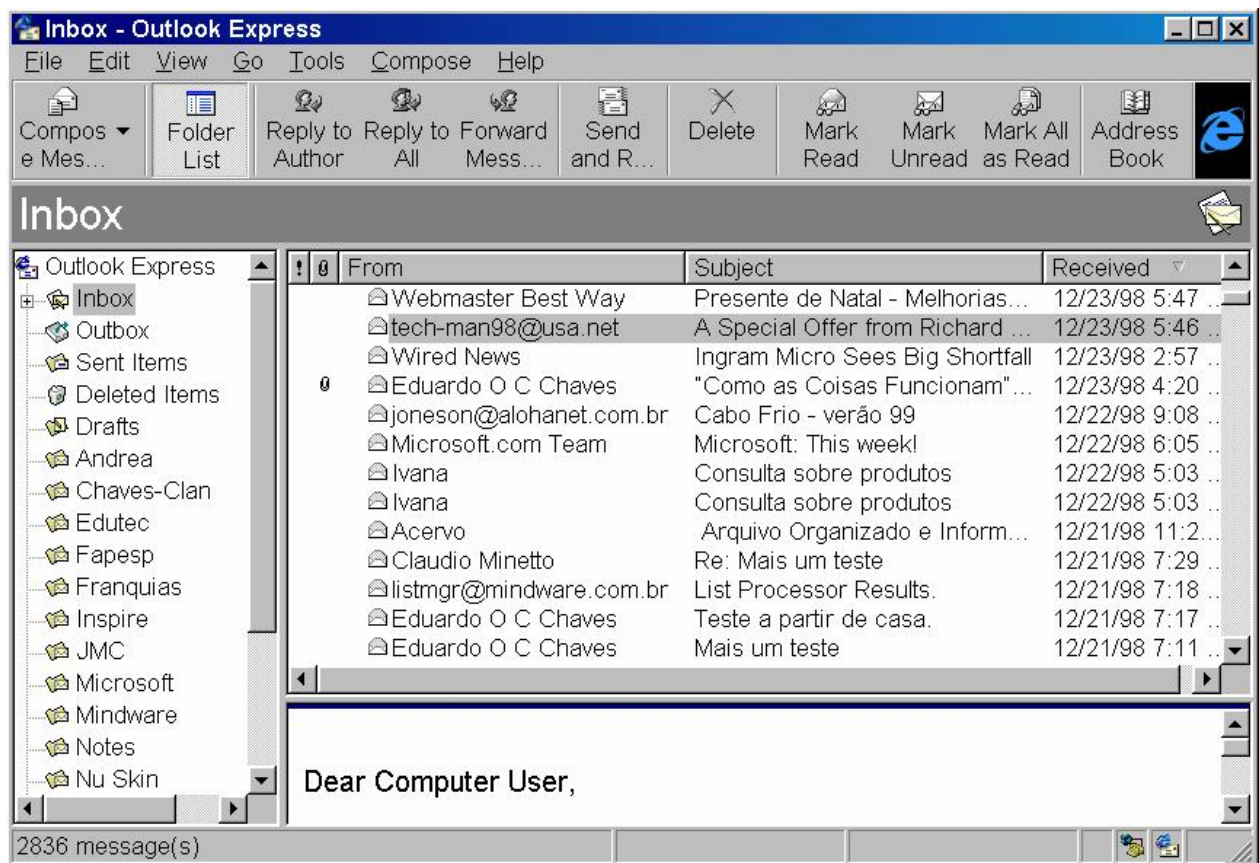 Inbox - Outlook Express
File Edit View Go Tools Compose Help
Compos
e Mes...
Folder
List
Reply to
Author
Reply to
All
Forward
Mess...
Send
and R...
Delete
Mark
Read
Mark
Unread
Mark All
as Read
Address
Book
Inbox
Outlook Express
Inbox
Outbox
Sent Items
Deleted Items
Drafts
Andrea
Chaves-Clan
Edutec
Fapesp
Franquias
Inspire
JMC
Microsoft
Mindware
Notes
Nu Skin
! From Subject Received
Webmaster Best Way Presente de Natal - Melhorias... 12/23/98 5:47 ...
tech-man98@usa.net A Special Offer from Richard ... 12/23/98 5:46 ...
Wired News Ingram Micro Sees Big Shortfall 12/23/98 2:57 ...
Eduardo O C Chaves "Como as Coisas Funcionam"... 12/23/98 4:20 ...
joneson@alohanet.com.br Cabo Frio - verão 99 12/22/98 9:08 ...
Microsoft.com Team Microsoft: This week! 12/22/98 6:05 ...
Ivana Consulta sobre produtos 12/22/98 5:03 ...
Ivana Consulta sobre produtos 12/22/98 5:03 ...
Acervo Arquivo Organizado e Inform... 12/21/98 11:2...
Claudio Minetto Re: Mais um teste 12/21/98 7:29 ...
listmgr@mindware.com.br List Processor Results. 12/21/98 7:18 ...
Eduardo O C Chaves Teste a partir de casa. 12/21/98 7:17 ...
Eduardo O C Chaves Mais um teste 12/21/98 7:11 ...
Dear Computer User,
2836 message(s)